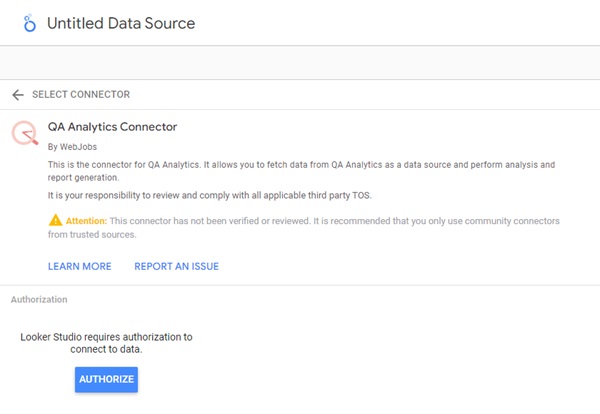 Untitled Data Source
SELECT CONNECTOR
QA Analytics Connector
By WebJobs
This is the connector for QA Analytics. It allows you to fetch data from QA Analytics as a data source and perform analysis and
report generation.
It is your responsibility to review and comply with all applicable third party TOS.
Attention: This connector has not been verified or reviewed. It is recommended that you only use community connectors
from trusted sources.
LEARN MORE REPORT AN ISSUE
Authorization
Looker Studio requires authorization to
connect to data.
AUTHORIZE